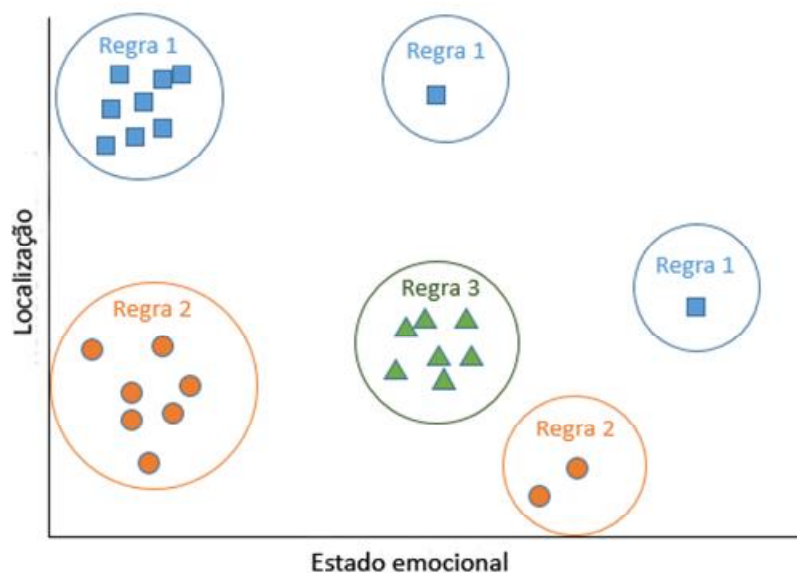 Regra 1
Regra 1
Regra 1
Regra 2
Regra 3
Regra 2
Localização
Estado emocional